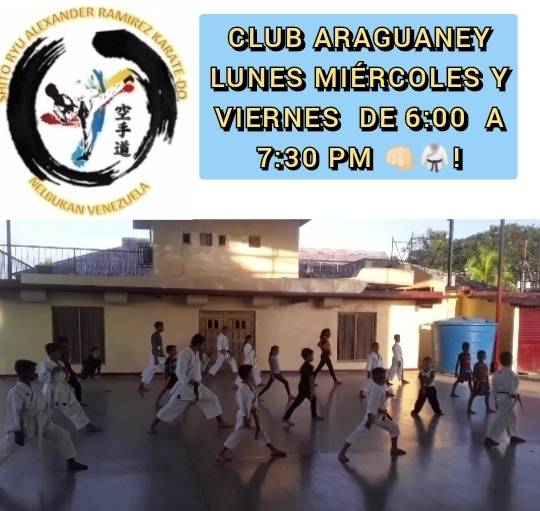 SHITO RYU ALEXANDER RAMIREZ KARATE-DO
空手道
NELBUKAN VENEZUELA
CLUB ARAGUANEY
LUNES MIÉRCOLES Y
VIERNES DE 6:00 A
7:30 PM 👊🏻🥋!